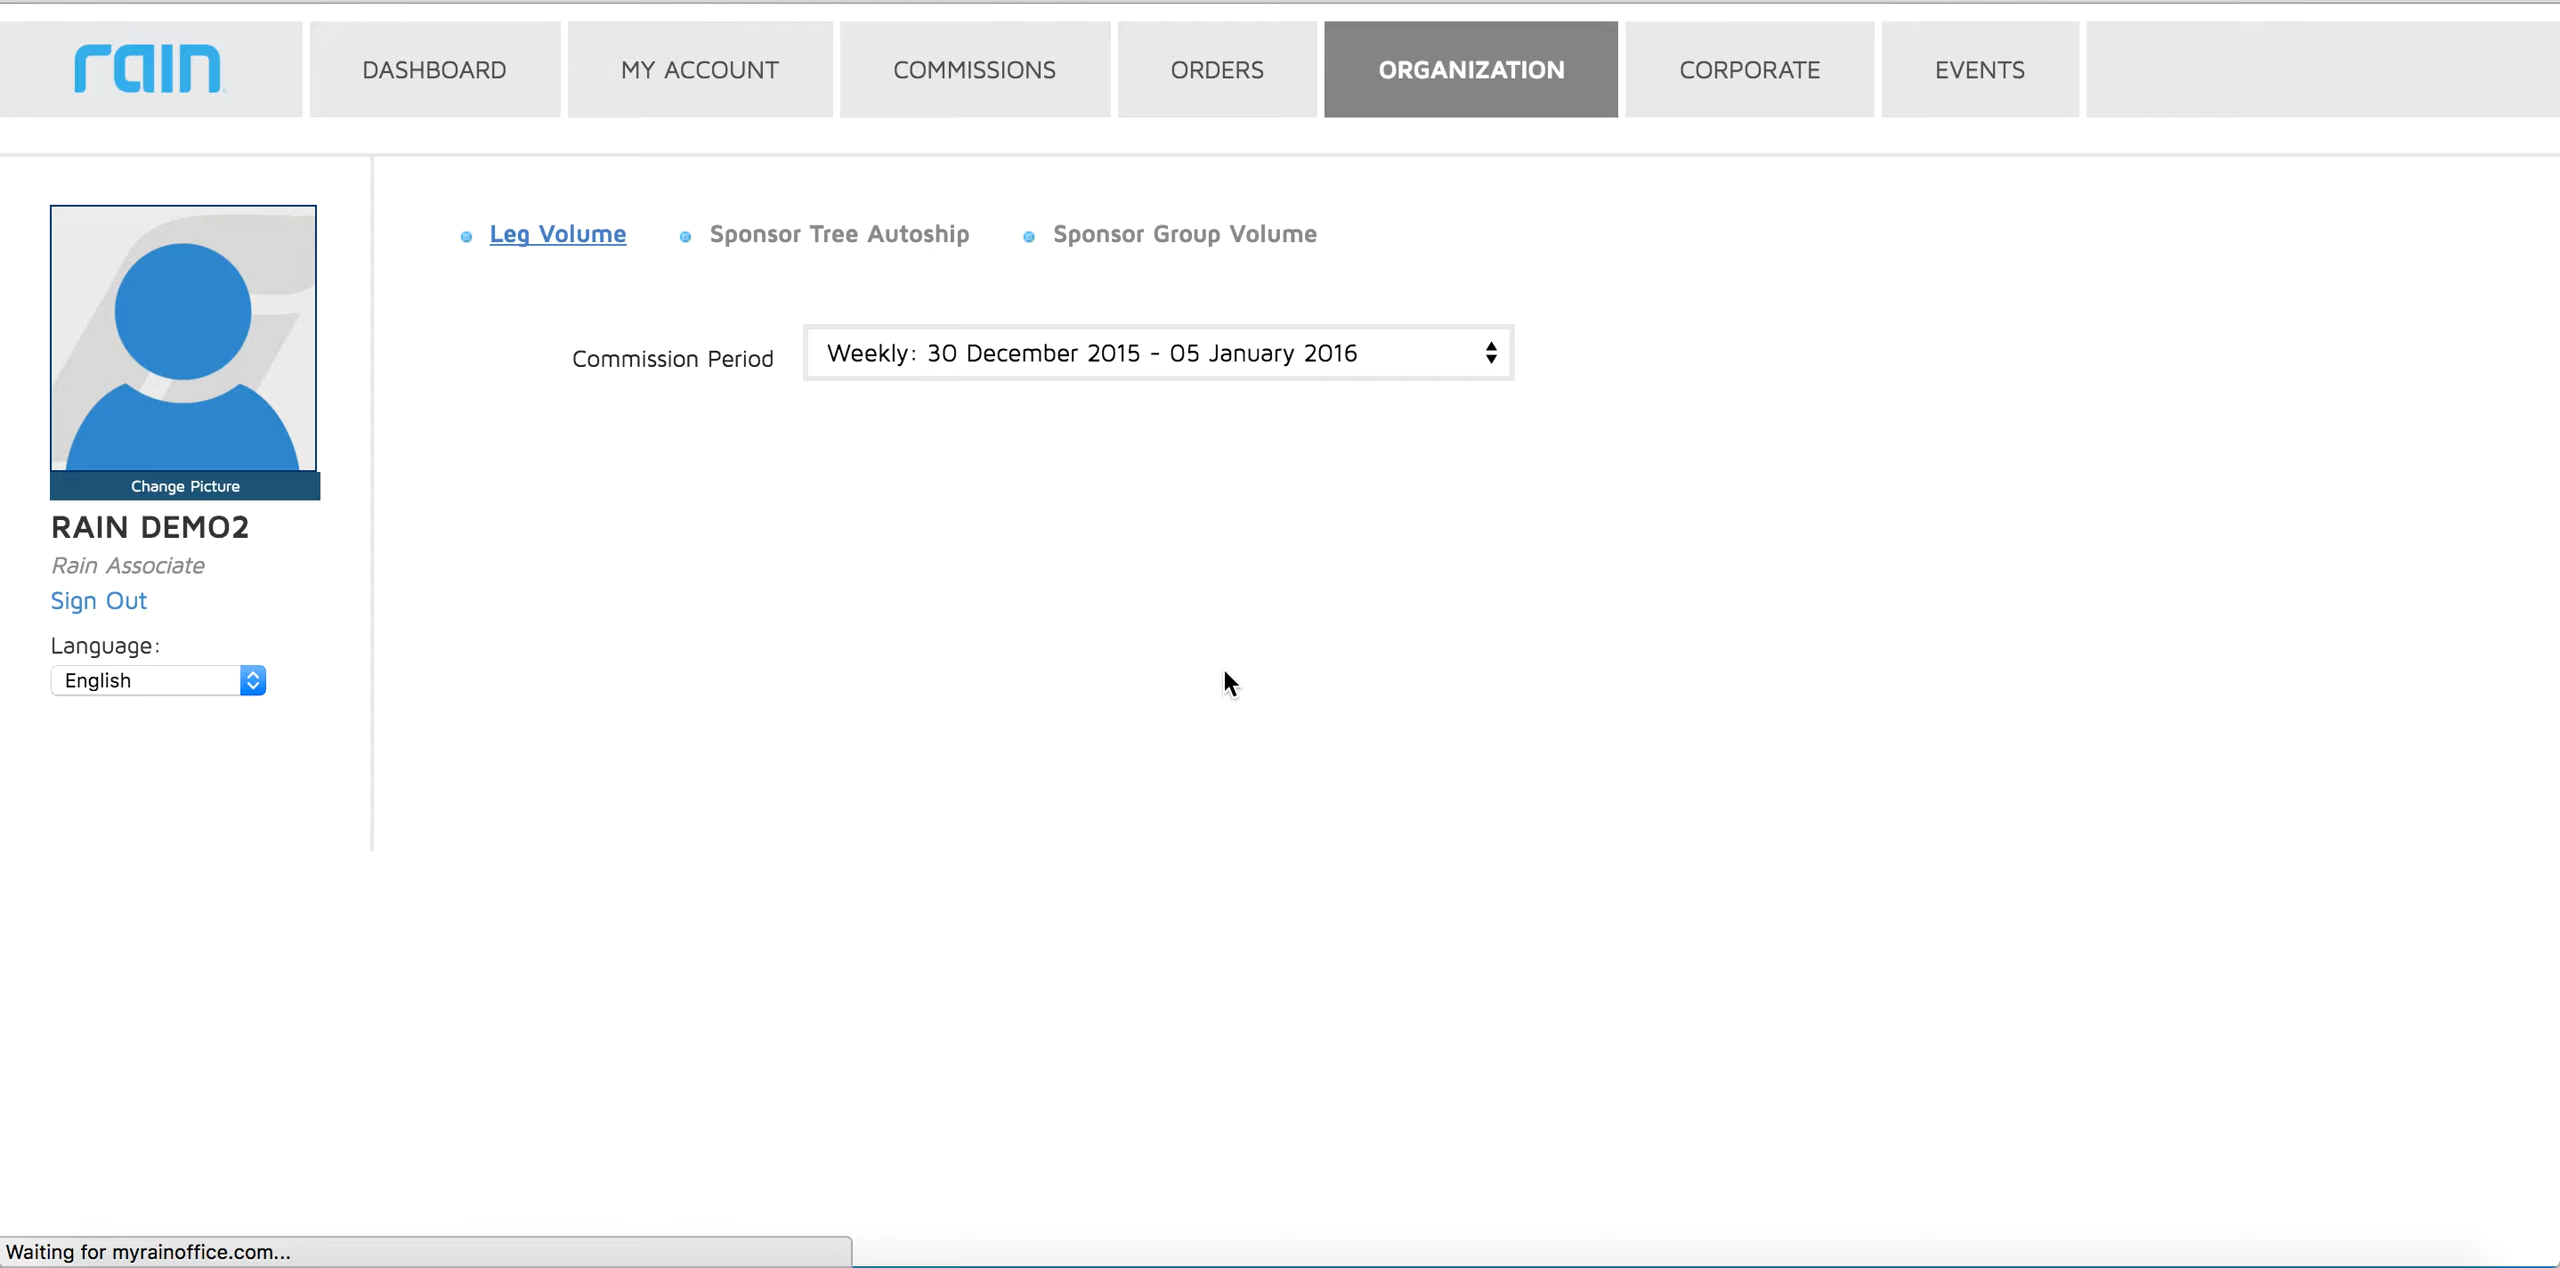 rain DASHBOARD MY ACCOUNT COMMISSIONS ORDERS ORGANIZATION CORPORATE EVENTS
Leg Volume Sponsor Tree Autoship Sponsor Group Volume
Commission Period Weekly: 30 December 2015 - 05 January 2016
Change Picture
RAIN DEMO2
Rain Associate
Sign Out
Language:
English
Waiting for myrainoffice.com...